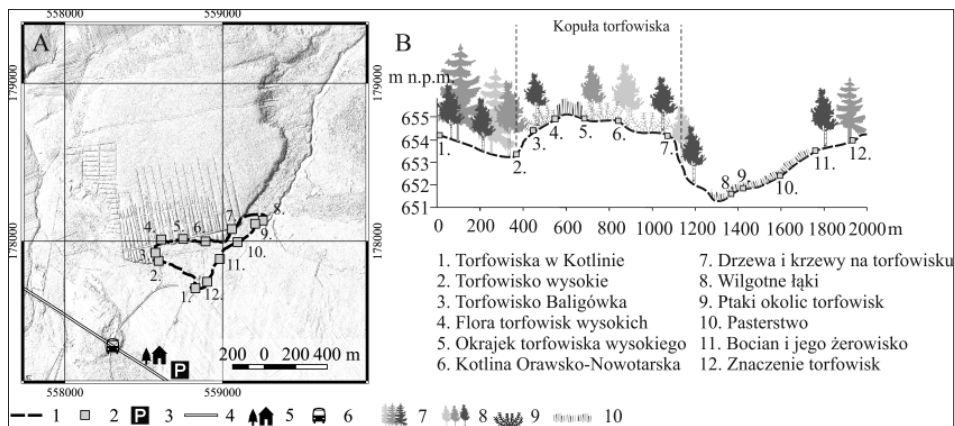 A
558000
559000
179000
179000
178000
178000
4.
5.
6.
7.
8.
9.
3.
2.
10.
11.
1.
12.
200 0 200 400 m
558000
559000
B
Kopuła torfowiska
m n.p.m.
655
654
653
652
651
1.
2.
3.
4.
5.
6.
7.
8.
9.
10.
11.
12.
0 200 400 600 800 1000 1200 1400 1600 1800 2000 m
1. Torfowiska w Kotlinie
2. Torfowisko wysokie
3. Torfowisko Baligówka
4. Flora torfowisk wysokich
5. Okrajek torfowiska wysokiego
6. Kotlina Orawsko-Nowotarska
7. Drzewa i krzewy na torfowisku
8. Wilgotne łąki
9. Ptaki okolic torfowisk
10. Pasterstwo
11. Bocian i jego żerowisko
12. Znaczenie torfowisk
1 2 P 3 4 5 6 7 8 9 10
P